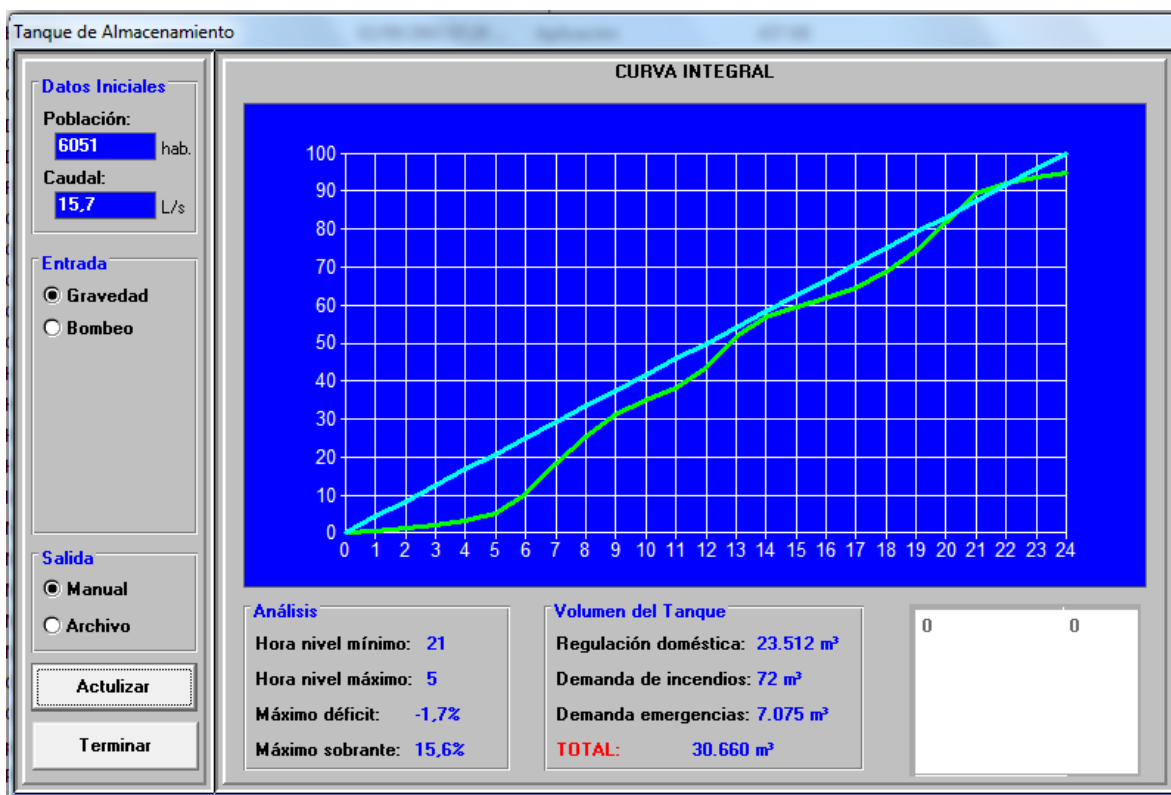 Tanque de Almacenamiento
Datos Iniciales
Población:
6051 hab.
Caudal:
15,7 L/s
Entrada
Gravedad
Bombeo
Salida
Manual
Archivo
Actulizar
Terminar
CURVA INTEGRAL
100
90
80
70
60
50
40
30
20
10
0
0 1 2 3 4 5 6 7 8 9 10 11 12 13 14 15 16 17 18 19 20 21 22 23 24
Análisis
Hora nivel mínimo: 21
Hora nivel máximo: 5
Máximo déficit: -1,7%
Máximo sobrante: 15,6%
Volumen del Tanque
Regulación doméstica: 23.512 m³
Demanda de incendios: 72 m³
Demanda emergencias: 7.075 m³
TOTAL: 30.660 m³
0 0